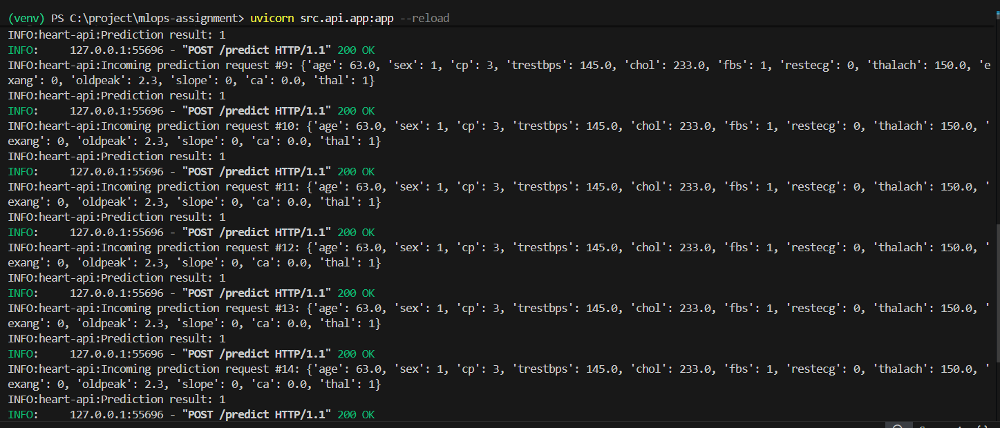 (venv) PS C:\project\mlops-assignment> uvicorn src.api.app:app --reload
INFO:heart-api:Prediction result: 1
INFO:     127.0.0.1:55696 - "POST /predict HTTP/1.1" 200 OK
INFO:heart-api:Incoming prediction request #9: {'age': 63.0, 'sex': 1, 'cp': 3, 'trestbps': 145.0, 'chol': 233.0, 'fbs': 1, 'restecg': 0, 'thalach': 150.0, 'e
xang': 0, 'oldpeak': 2.3, 'slope': 0, 'ca': 0.0, 'thal': 1}
INFO:heart-api:Prediction result: 1
INFO:     127.0.0.1:55696 - "POST /predict HTTP/1.1" 200 OK
INFO:heart-api:Incoming prediction request #10: {'age': 63.0, 'sex': 1, 'cp': 3, 'trestbps': 145.0, 'chol': 233.0, 'fbs': 1, 'restecg': 0, 'thalach': 150.0, '
exang': 0, 'oldpeak': 2.3, 'slope': 0, 'ca': 0.0, 'thal': 1}
INFO:heart-api:Prediction result: 1
INFO:     127.0.0.1:55696 - "POST /predict HTTP/1.1" 200 OK
INFO:heart-api:Incoming prediction request #11: {'age': 63.0, 'sex': 1, 'cp': 3, 'trestbps': 145.0, 'chol': 233.0, 'fbs': 1, 'restecg': 0, 'thalach': 150.0, '
exang': 0, 'oldpeak': 2.3, 'slope': 0, 'ca': 0.0, 'thal': 1}
INFO:heart-api:Prediction result: 1
INFO:     127.0.0.1:55696 - "POST /predict HTTP/1.1" 200 OK
INFO:heart-api:Incoming prediction request #12: {'age': 63.0, 'sex': 1, 'cp': 3, 'trestbps': 145.0, 'chol': 233.0, 'fbs': 1, 'restecg': 0, 'thalach': 150.0, '
exang': 0, 'oldpeak': 2.3, 'slope': 0, 'ca': 0.0, 'thal': 1}
INFO:heart-api:Prediction result: 1
INFO:     127.0.0.1:55696 - "POST /predict HTTP/1.1" 200 OK
INFO:heart-api:Incoming prediction request #13: {'age': 63.0, 'sex': 1, 'cp': 3, 'trestbps': 145.0, 'chol': 233.0, 'fbs': 1, 'restecg': 0, 'thalach': 150.0, '
exang': 0, 'oldpeak': 2.3, 'slope': 0, 'ca': 0.0, 'thal': 1}
INFO:heart-api:Prediction result: 1
INFO:     127.0.0.1:55696 - "POST /predict HTTP/1.1" 200 OK
INFO:heart-api:Incoming prediction request #14: {'age': 63.0, 'sex': 1, 'cp': 3, 'trestbps': 145.0, 'chol': 233.0, 'fbs': 1, 'restecg': 0, 'thalach': 150.0, '
exang': 0, 'oldpeak': 2.3, 'slope': 0, 'ca': 0.0, 'thal': 1}
INFO:heart-api:Prediction result: 1
INFO:     127.0.0.1:55696 - "POST /predict HTTP/1.1" 200 OK